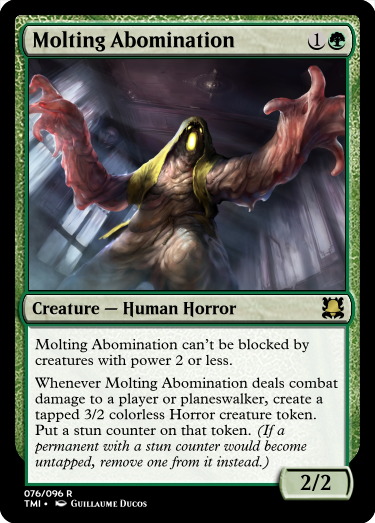 Molting Abomination 1
Creature — Human Horror
Molting Abomination can't be blocked by
creatures with power 2 or less.
Whenever Molting Abomination deals combat
damage to a player or planeswalker, create a
tapped 3/2 colorless Horror creature token.
Put a stun counter on that token. (If a
permanent with a stun counter would become
untapped, remove one from it instead.)
2/2
076/096 R
TMI • Guillaume Ducos